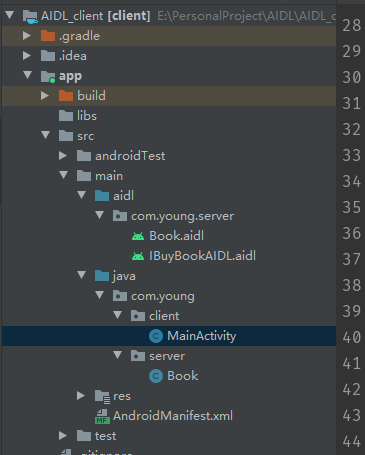 AIDL_client [client] E:\PersonalProject\AIDL\AIDL_c
.gradle
.idea
app
build
libs
src
androidTest
main
aidl
com.young.server
Book.aidl
IBuyBookAIDL.aidl
java
com.young
client
MainActivity
server
Book
res
MF AndroidManifest.xml
test
.gitignore
28
29
30
31
32
33
34
35
36
37
38
39
40
41
42
43
44